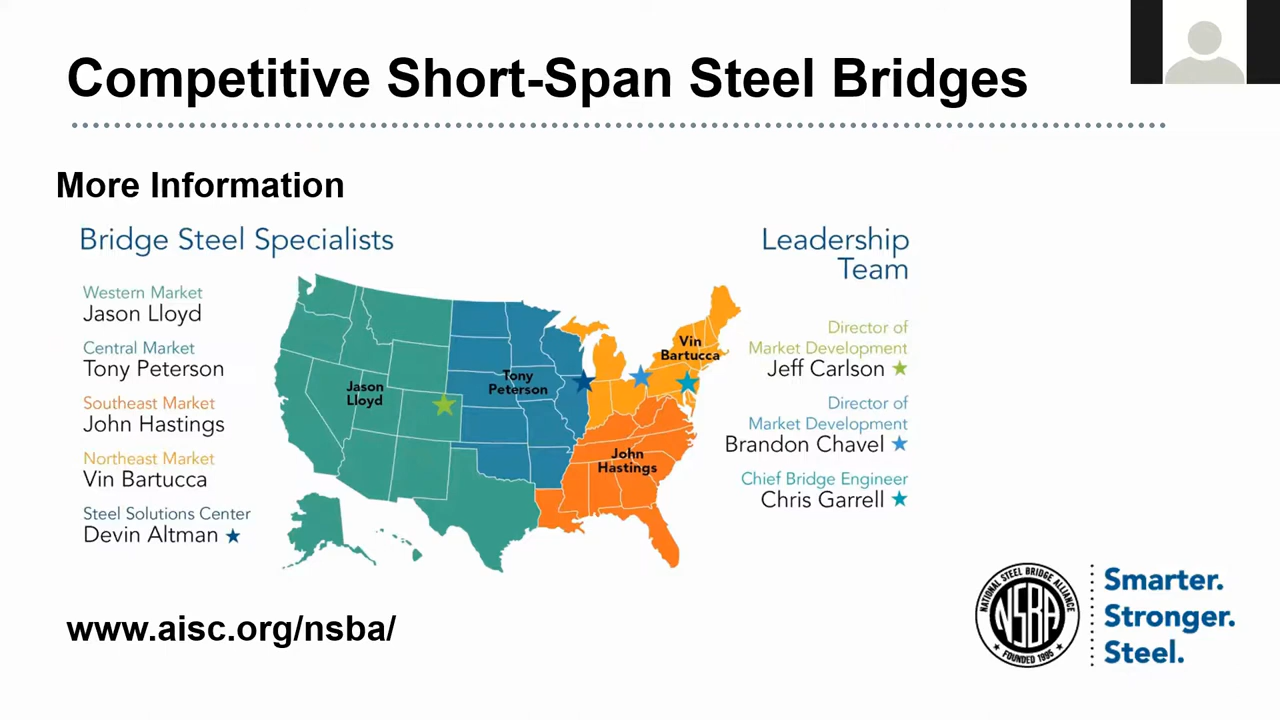 Competitive Short-Span Steel Bridges
More Information
Bridge Steel Specialists
Western Market
Jason Lloyd
Central Market
Tony Peterson
Southeast Market
John Hastings
Northeast Market
Vin Bartucca
Steel Solutions Center
Devin Altman
Jason
Lloyd
Tony
Peterson
Vin
Bartucca
John
Hastings
Leadership
Team
Director of
Market Development
Jeff Carlson
Director of
Market Development
Brandon Chavel
Chief Bridge Engineer
Chris Garrell
www.aisc.org/nsba/
NATIONAL STEEL BRIDGE ALLIANCE
NSBA
FOUNDED 1995
Smarter.
Stronger.
Steel.